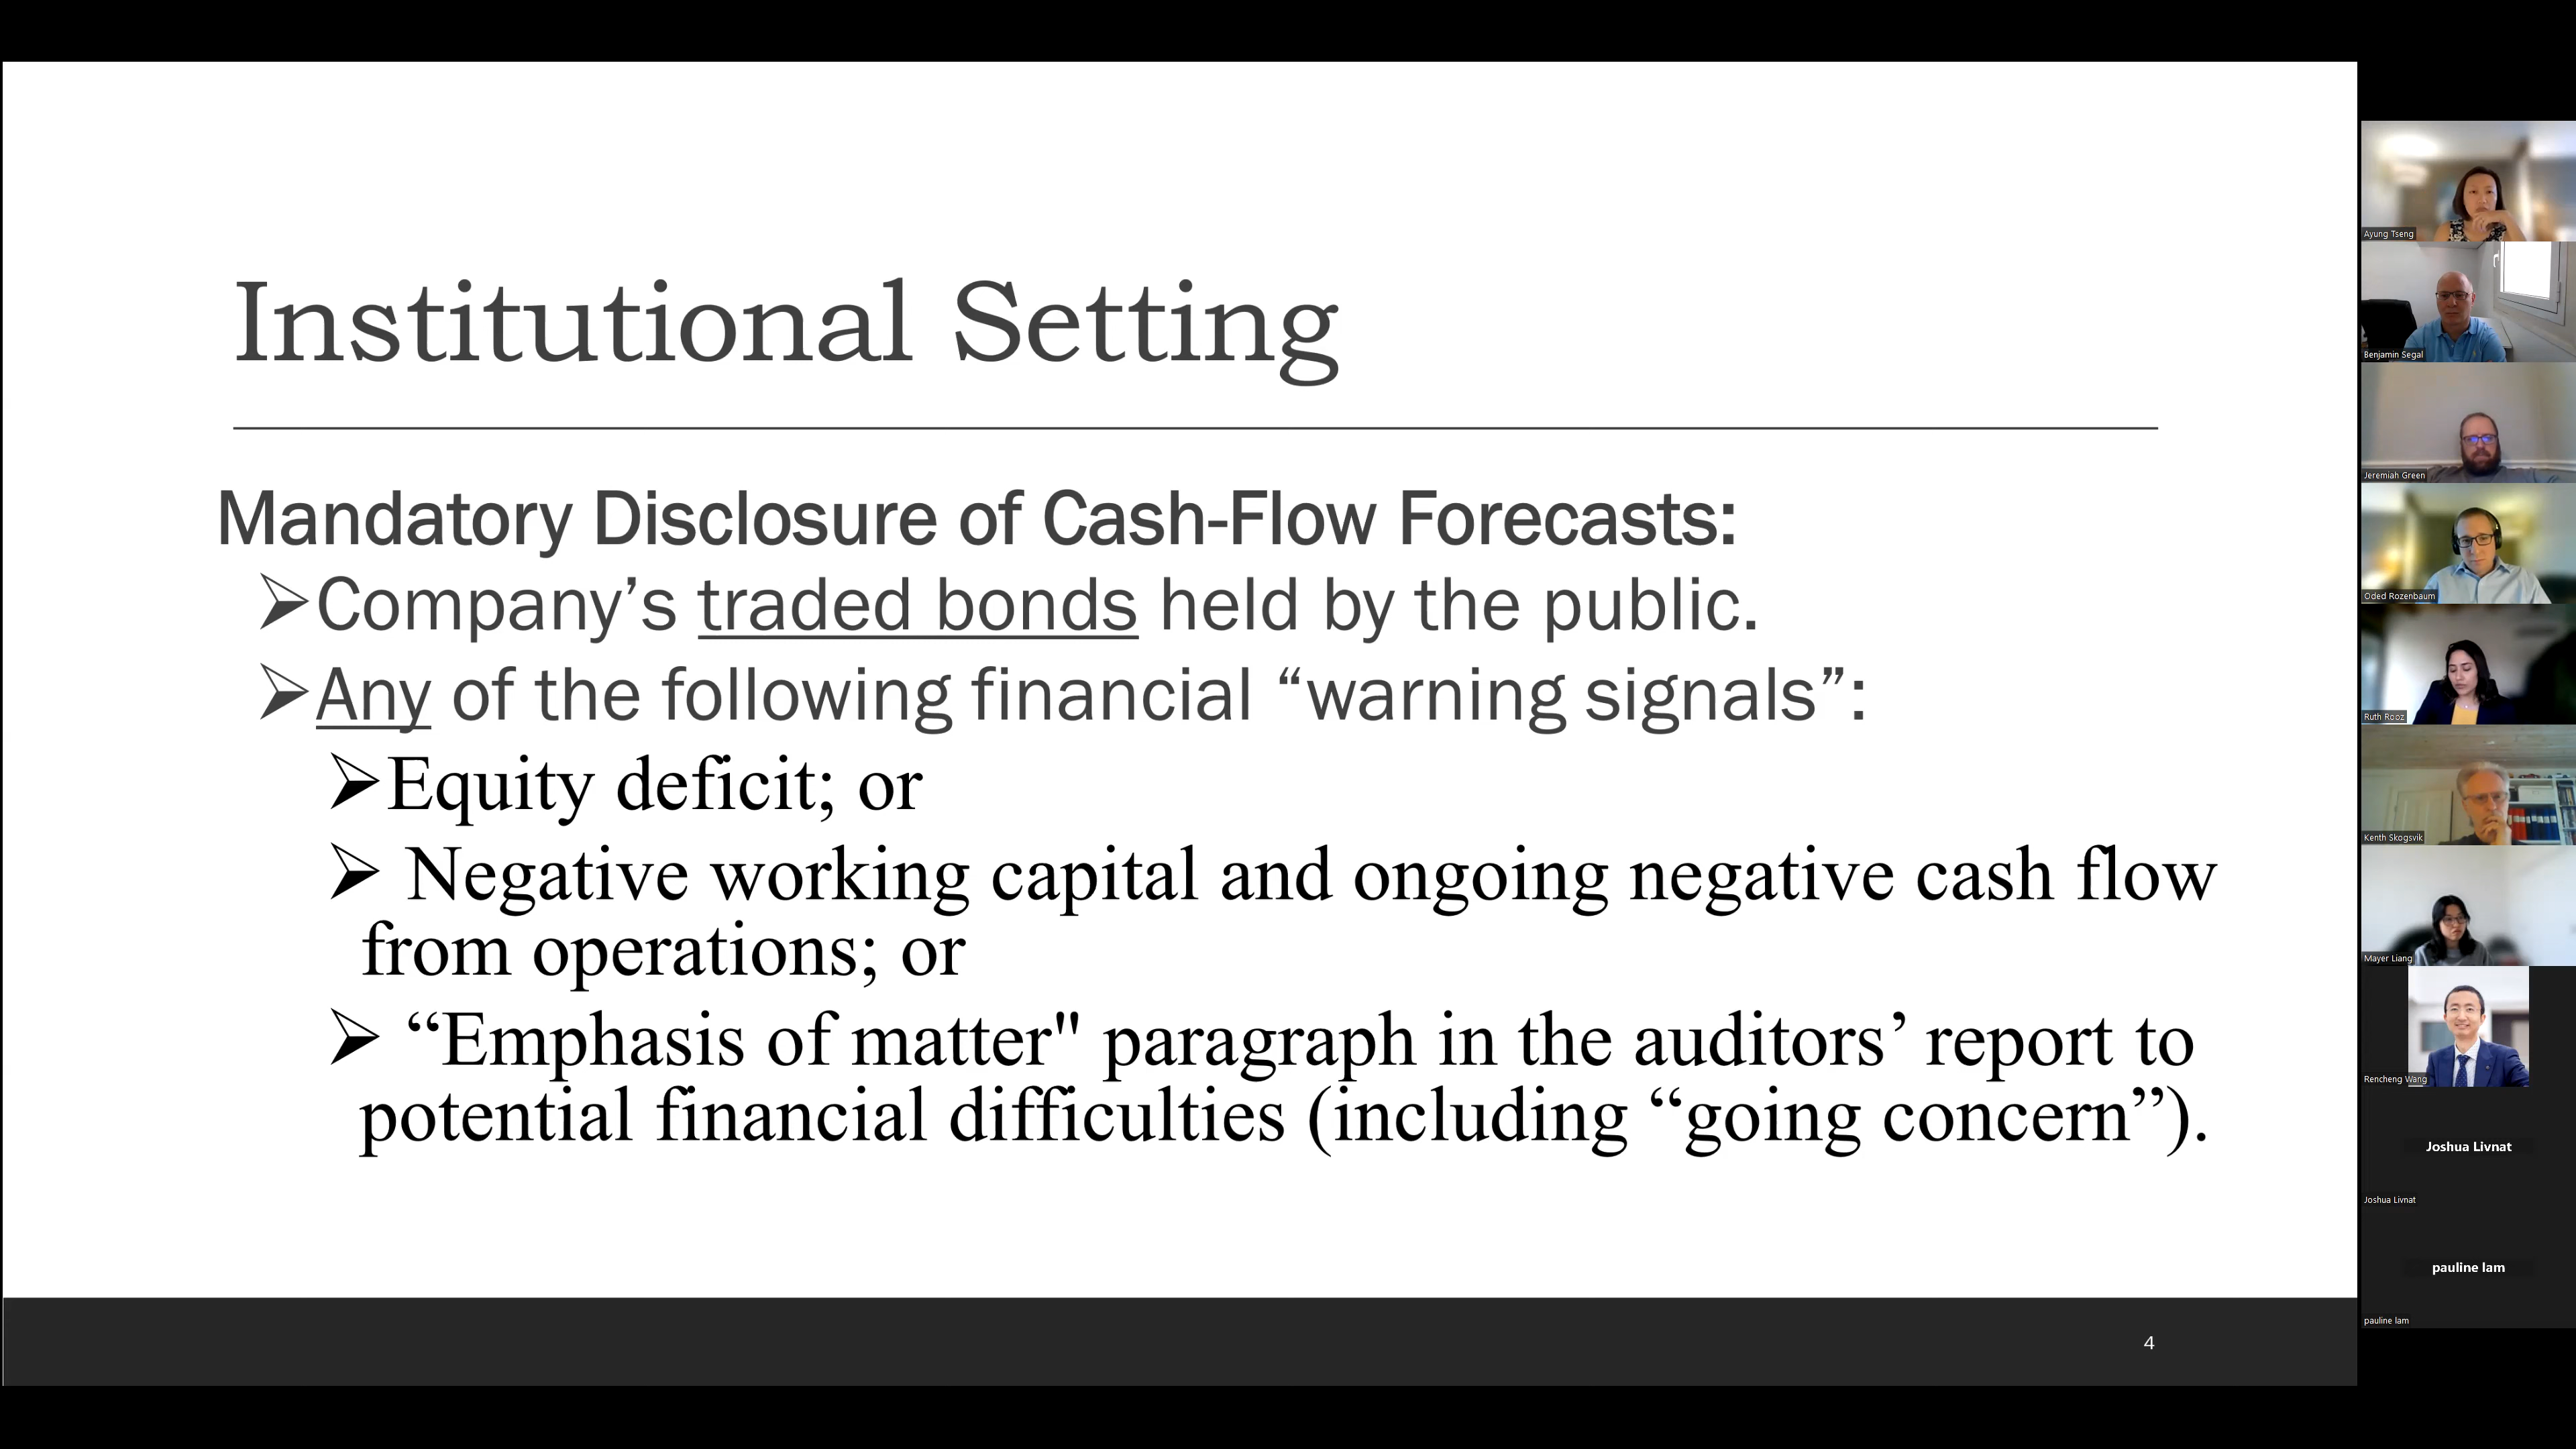 Institutional Setting
Mandatory Disclosure of Cash-Flow Forecasts:
➢Company’s traded bonds held by the public.
➢Any of the following financial “warning signals”:
➢Equity deficit; or
➢ Negative working capital and ongoing negative cash flow
from operations; or
➢ “Emphasis of matter" paragraph in the auditors’ report to
potential financial difficulties (including “going concern”).
4
Ayung Tseng
Benjamin Segal
Jeremiah Green
Oded Rozenbaum
Ruth Rooz
Kenth Skogsvik
Mayer Liang
Rencheng Wang
Joshua Livnat
Joshua Livnat
pauline lam
pauline lam